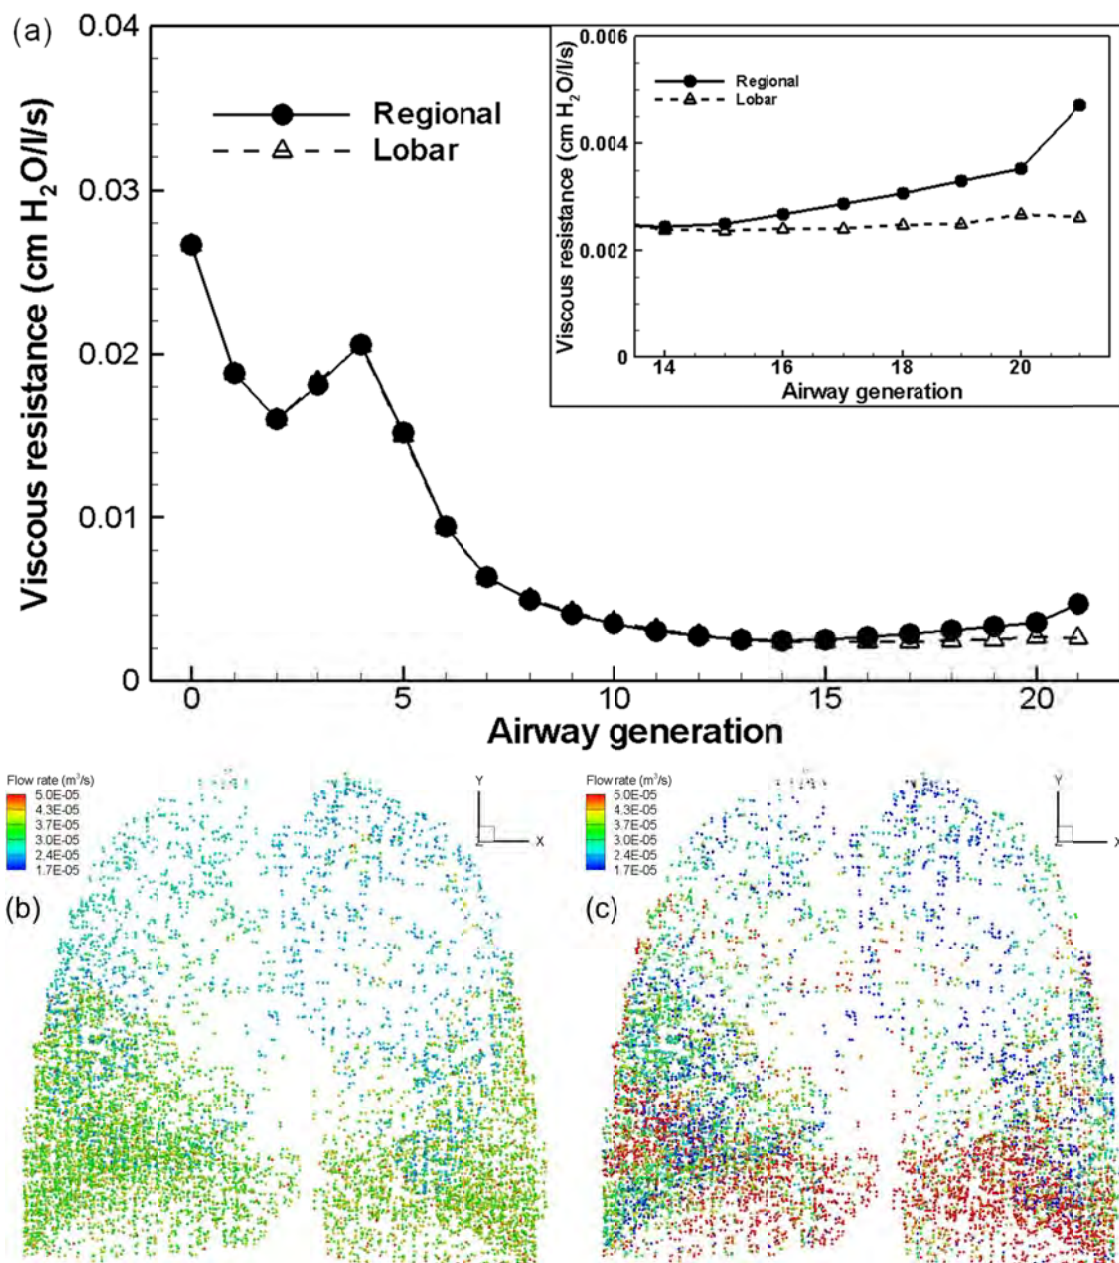 (a)
0.04
0.03
0.02
0.01
0
Viscous resistance (cm H₂O/l/s)
Regional
Lobar
0 5 10 15 20
Airway generation
0.006
0.004
0.002
0
Viscous resistance (cm H₂O/l/s)
Regional
Lobar
14 16 18 20
Airway generation
Flow rate (m³/s)
5.0E-05
4.3E-05
3.7E-05
3.0E-05
2.4E-05
1.7E-05
Y
X
(b)
Flow rate (m³/s)
5.0E-05
4.3E-05
3.7E-05
3.0E-05
2.4E-05
1.7E-05
Y
X
(c)